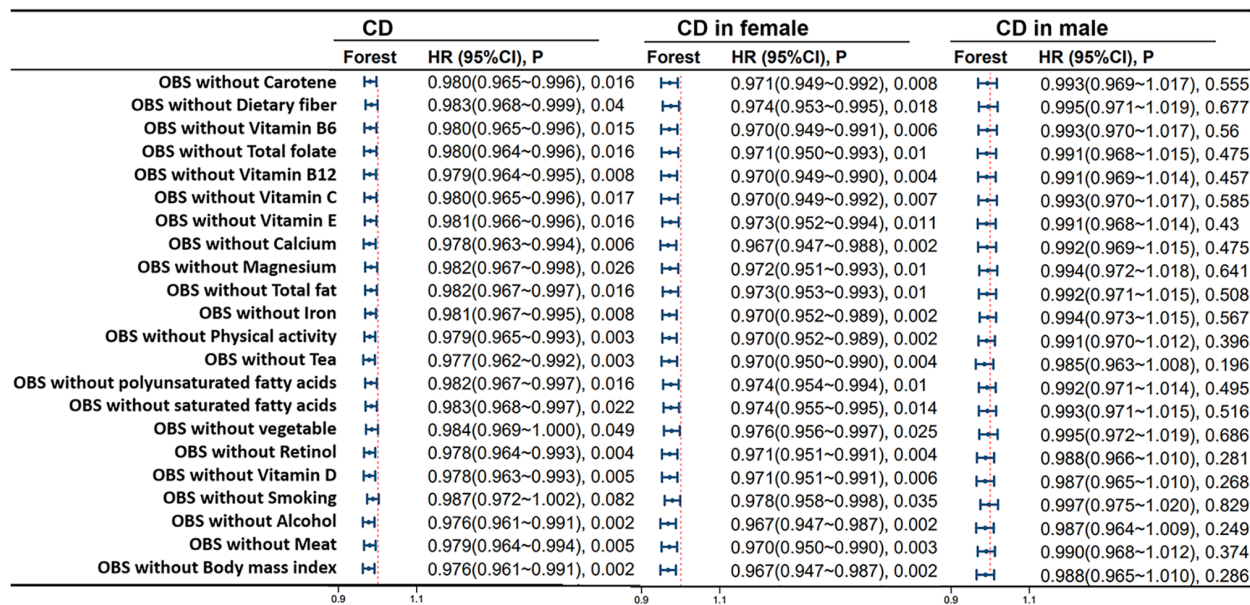 CD CD in female CD in male
Forest HR (95%CI), P Forest HR (95%CI), P Forest HR (95%CI), P
OBS without Carotene 0.980(0.965~0.996), 0.016 0.971(0.949~0.992), 0.008 0.993(0.969~1.017), 0.555
OBS without Dietary fiber 0.983(0.968~0.999), 0.04 0.974(0.953~0.995), 0.018 0.995(0.971~1.019), 0.677
OBS without Vitamin B6 0.980(0.965~0.996), 0.015 0.970(0.949~0.991), 0.006 0.993(0.970~1.017), 0.56
OBS without Total folate 0.980(0.964~0.996), 0.016 0.971(0.950~0.993), 0.01 0.991(0.968~1.015), 0.475
OBS without Vitamin B12 0.979(0.964~0.995), 0.008 0.970(0.949~0.990), 0.004 0.991(0.969~1.014), 0.457
OBS without Vitamin C 0.980(0.965~0.996), 0.017 0.970(0.949~0.992), 0.007 0.993(0.970~1.017), 0.585
OBS without Vitamin E 0.981(0.966~0.996), 0.016 0.973(0.952~0.994), 0.011 0.991(0.968~1.014), 0.43
OBS without Calcium 0.978(0.963~0.994), 0.006 0.967(0.947~0.988), 0.002 0.992(0.969~1.015), 0.475
OBS without Magnesium 0.982(0.967~0.998), 0.026 0.972(0.951~0.993), 0.01 0.994(0.972~1.018), 0.641
OBS without Total fat 0.982(0.967~0.997), 0.016 0.973(0.953~0.993), 0.01 0.992(0.971~1.015), 0.508
OBS without Iron 0.981(0.967~0.995), 0.008 0.970(0.952~0.989), 0.002 0.994(0.973~1.015), 0.567
OBS without Physical activity 0.979(0.965~0.993), 0.003 0.970(0.952~0.989), 0.002 0.991(0.970~1.012), 0.396
OBS without Tea 0.977(0.962~0.992), 0.003 0.970(0.950~0.990), 0.004 0.985(0.963~1.008), 0.196
OBS without polyunsaturated fatty acids 0.982(0.967~0.997), 0.016 0.974(0.954~0.994), 0.01 0.992(0.971~1.014), 0.495
OBS without saturated fatty acids 0.983(0.968~0.997), 0.022 0.974(0.955~0.995), 0.014 0.993(0.971~1.015), 0.516
OBS without vegetable 0.984(0.969~1.000), 0.049 0.976(0.956~0.997), 0.025 0.995(0.972~1.019), 0.686
OBS without Retinol 0.978(0.964~0.993), 0.004 0.971(0.951~0.991), 0.004 0.988(0.966~1.010), 0.281
OBS without Vitamin D 0.978(0.963~0.993), 0.005 0.971(0.951~0.991), 0.006 0.987(0.965~1.010), 0.268
OBS without Smoking 0.987(0.972~1.002), 0.082 0.978(0.958~0.998), 0.035 0.997(0.975~1.020), 0.829
OBS without Alcohol 0.976(0.961~0.991), 0.002 0.967(0.947~0.987), 0.002 0.987(0.964~1.009), 0.249
OBS without Meat 0.979(0.964~0.994), 0.005 0.970(0.950~0.990), 0.003 0.990(0.968~1.012), 0.374
OBS without Body mass index 0.976(0.961~0.991), 0.002 0.967(0.947~0.987), 0.002 0.988(0.965~1.010), 0.286
0.9 1.1 0.9 1.1 0.9 1.1